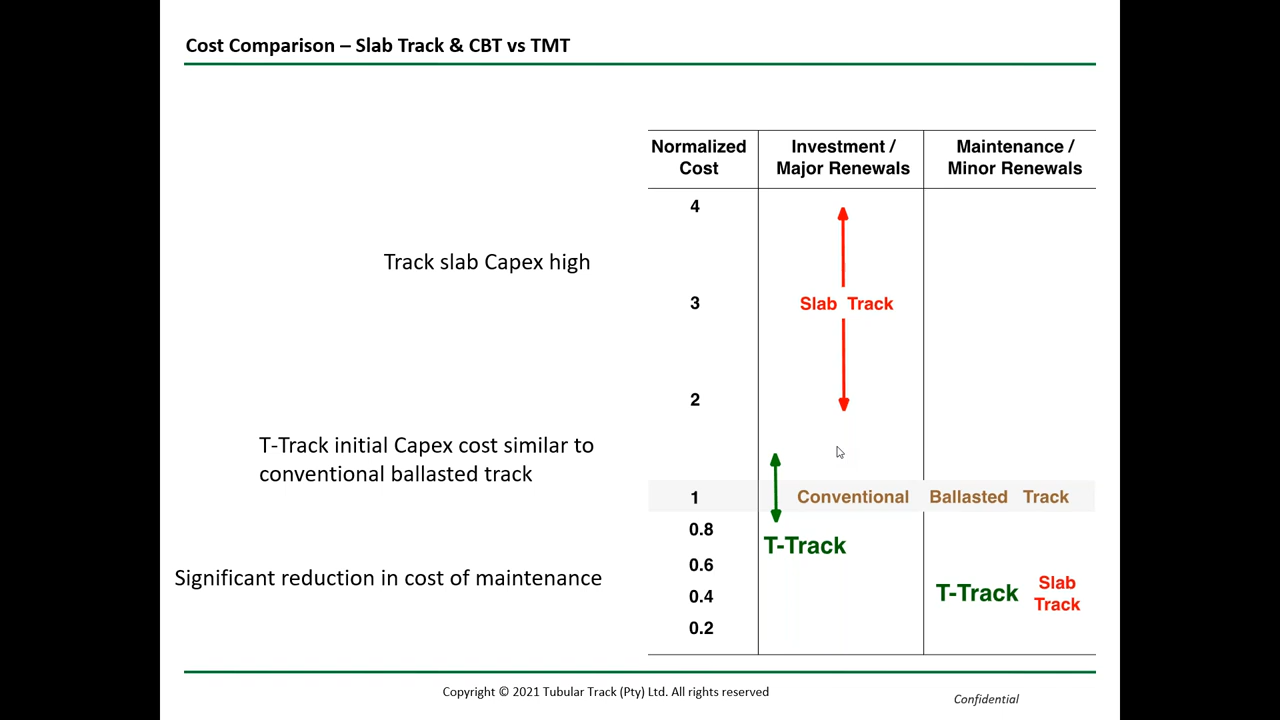 Cost Comparison – Slab Track & CBT vs TMT
Normalized Cost
Investment / Major Renewals
Maintenance / Minor Renewals
4
Track slab Capex high
3
Slab Track
2
T-Track initial Capex cost similar to
conventional ballasted track
1
Conventional Ballasted Track
0.8
T-Track
0.6
Significant reduction in cost of maintenance
0.4
T-Track
Slab
Track
0.2
Copyright © 2021 Tubular Track (Pty) Ltd. All rights reserved
Confidential